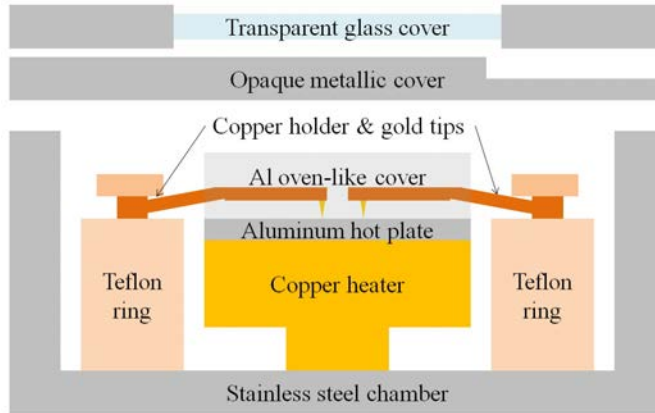 Transparent glass cover
Opaque metallic cover
Copper holder & gold tips
Al oven-like cover
Aluminum hot plate
Teflon
ring
Copper heater
Teflon
ring
Stainless steel chamber